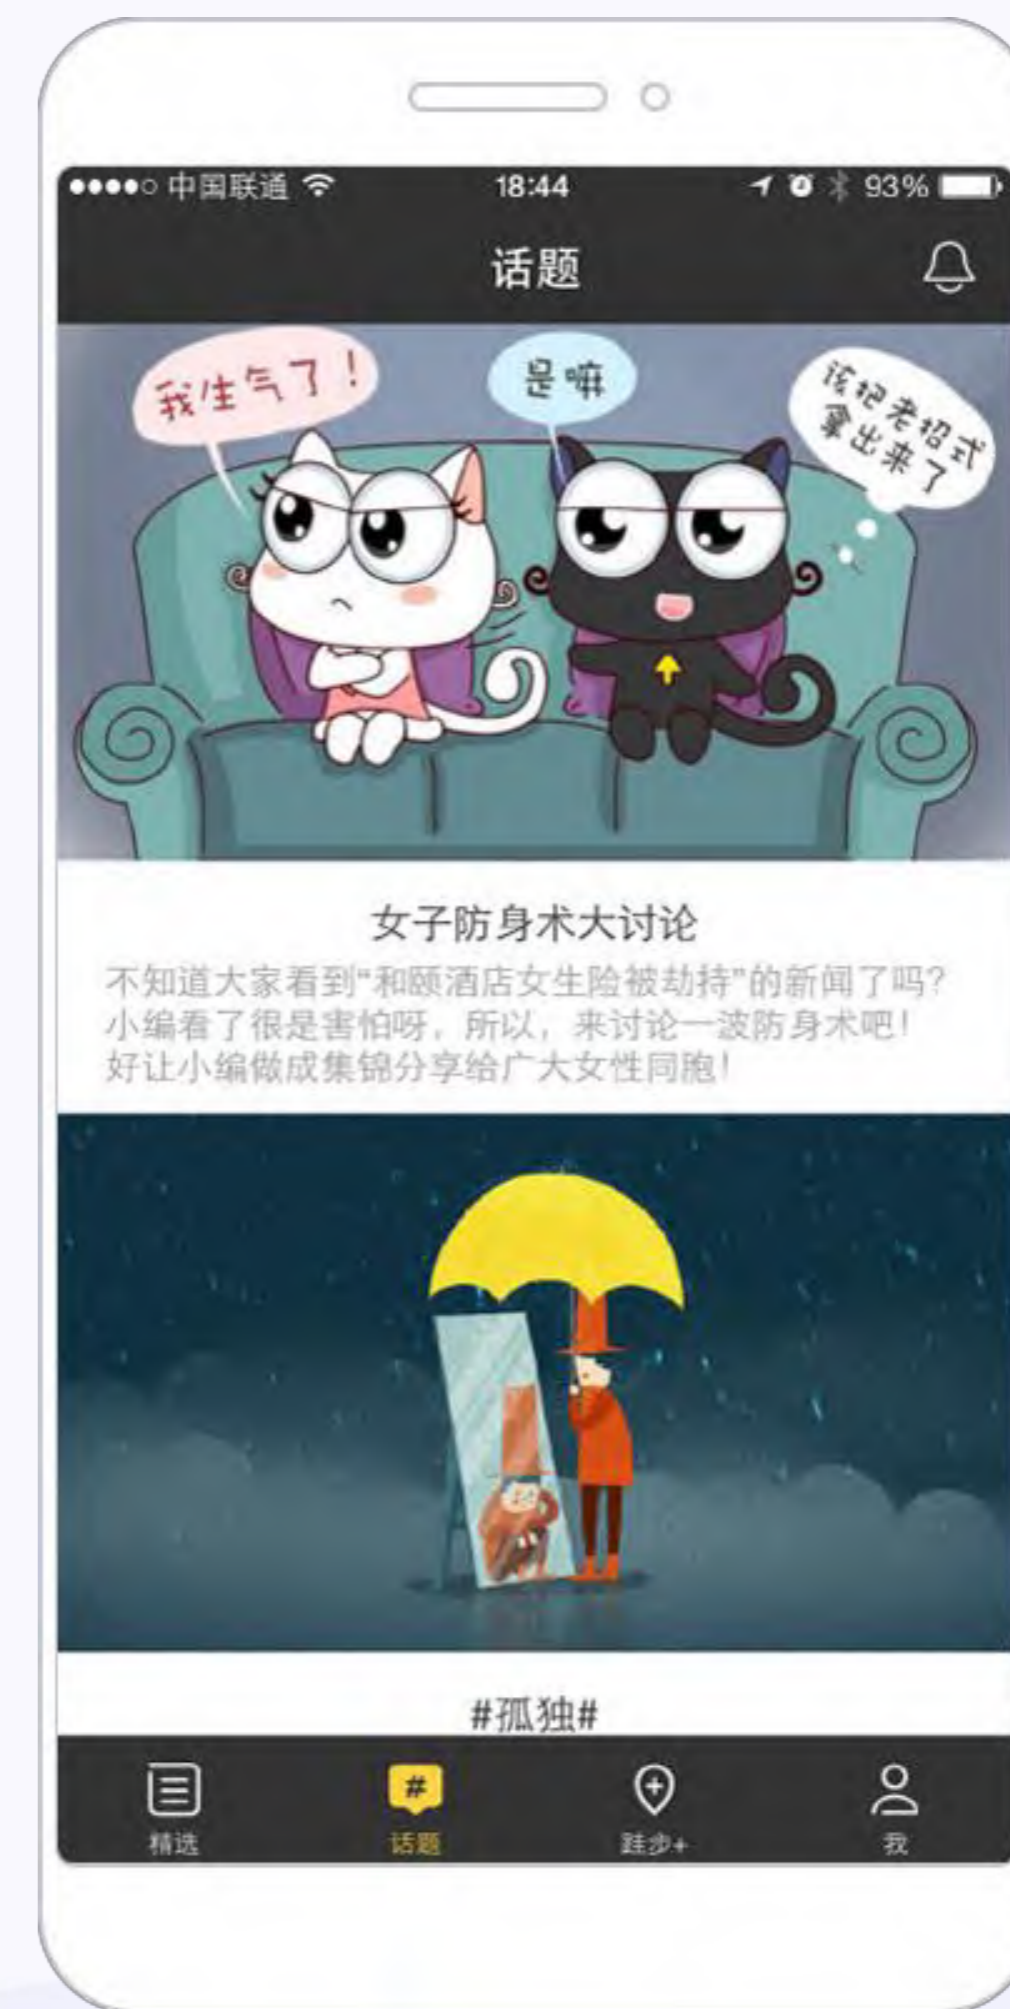 中国联通
18:44
93%
话题
我生气了！
是嘛
该把老招式
拿出来了
女子防身术大讨论
不知道大家看到“和颐酒店女生险被劫持”的新闻了吗？
小编看了很是害怕呀，所以，来讨论一波防身术吧！
好让小编做成集锦分享给广大女性同胞！
#孤独#
#
精选
话题
跬步+
我